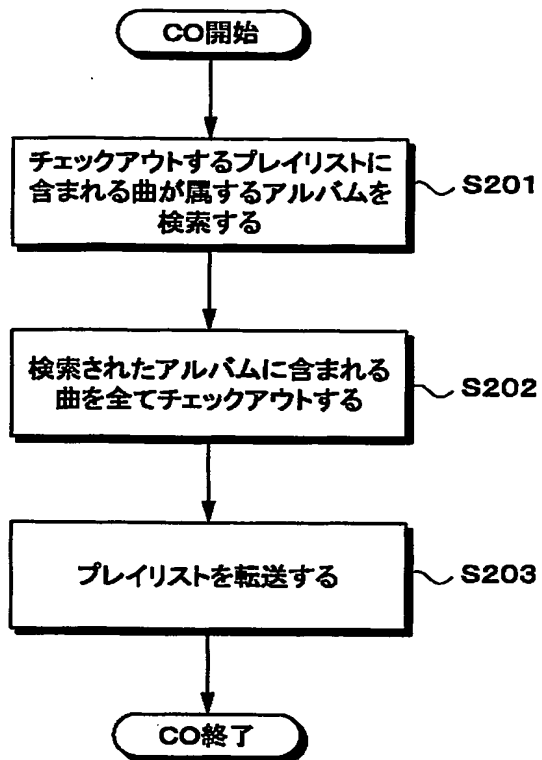 CO開始
チェックアウトするプレイリストに
含まれる曲が属するアルバムを
検索する
S201
検索されたアルバムに含まれる
曲を全てチェックアウトする
S202
プレイリストを転送する
S203
CO終了